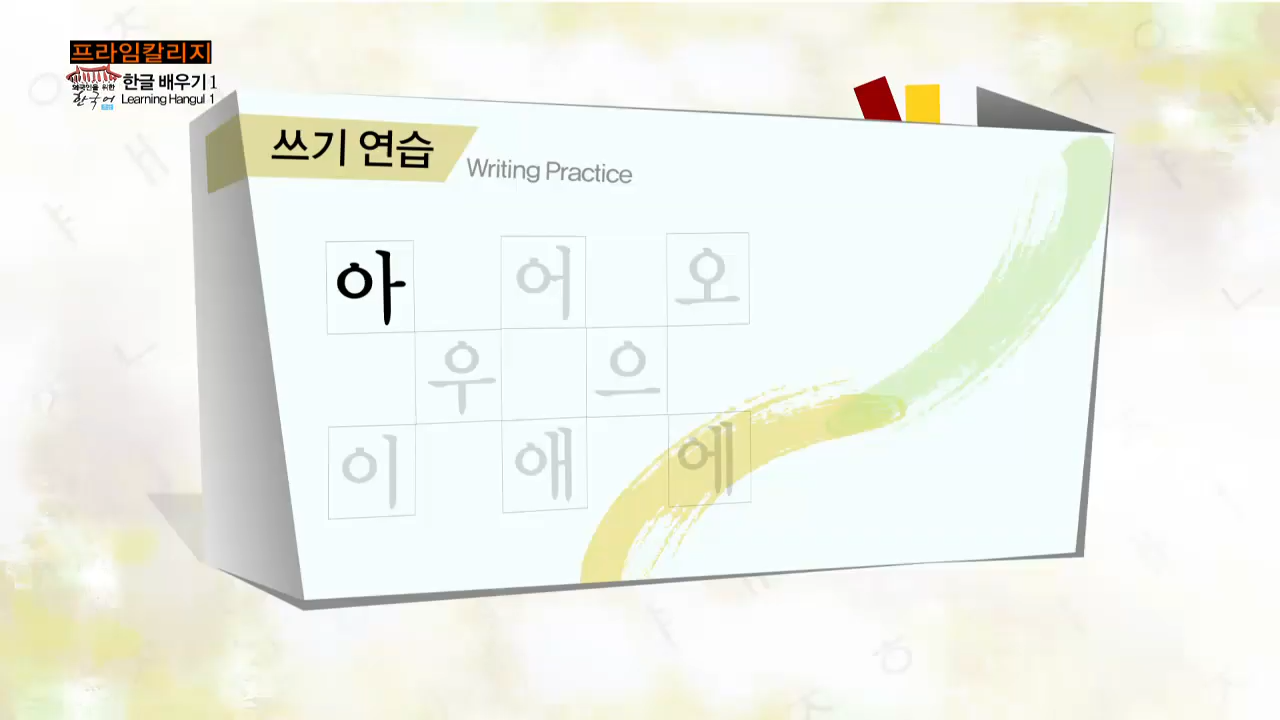 프라임칼리지
외국인을 위한
한국어
한글 배우기 1
Learning Hangul 1
쓰기 연습
Writing Practice
아 어 오
우 으
이 애 에